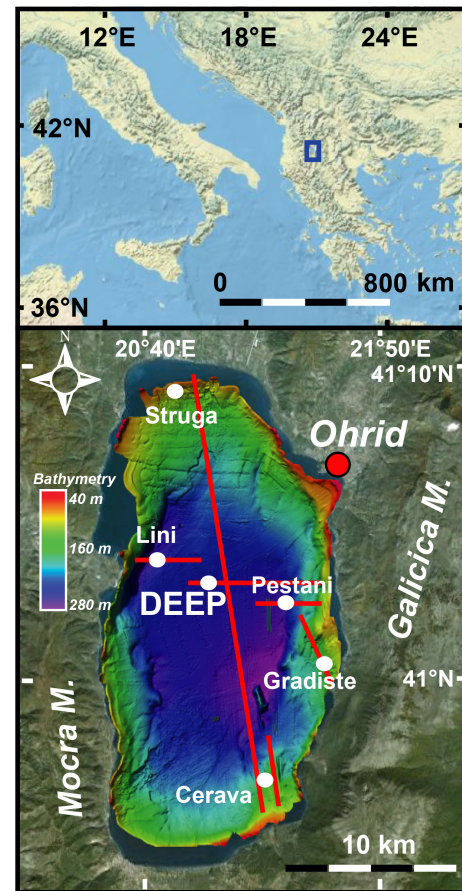 12°E 18°E 24°E
42°N
0 800 km
36°N
20°40'E 21°50'E
N
41°10'N
Struga
Ohrid
Bathymetry
40 m
160 m
280 m
Galicica M.
Lini
Pestani
DEEP
Gradiste
41°N
Mocra M.
Cerava
10 km